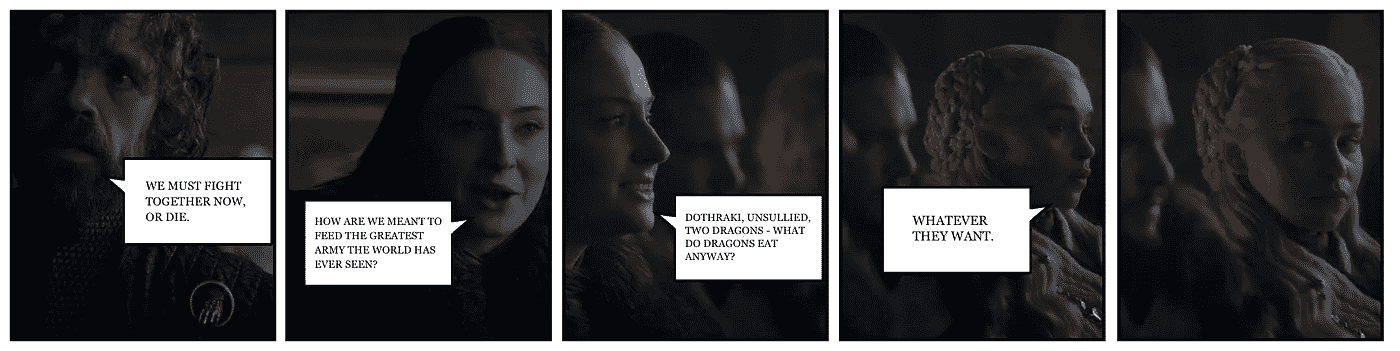 WE MUST FIGHT
TOGETHER NOW,
OR DIE.
HOW ARE WE MEANT TO
FEED THE GREATEST
ARMY THE WORLD HAS
EVER SEEN?
DOTHRAKI, UNSULLIED,
TWO DRAGONS - WHAT
DO DRAGONS EAT
ANYWAY?
WHATEVER
THEY WANT.